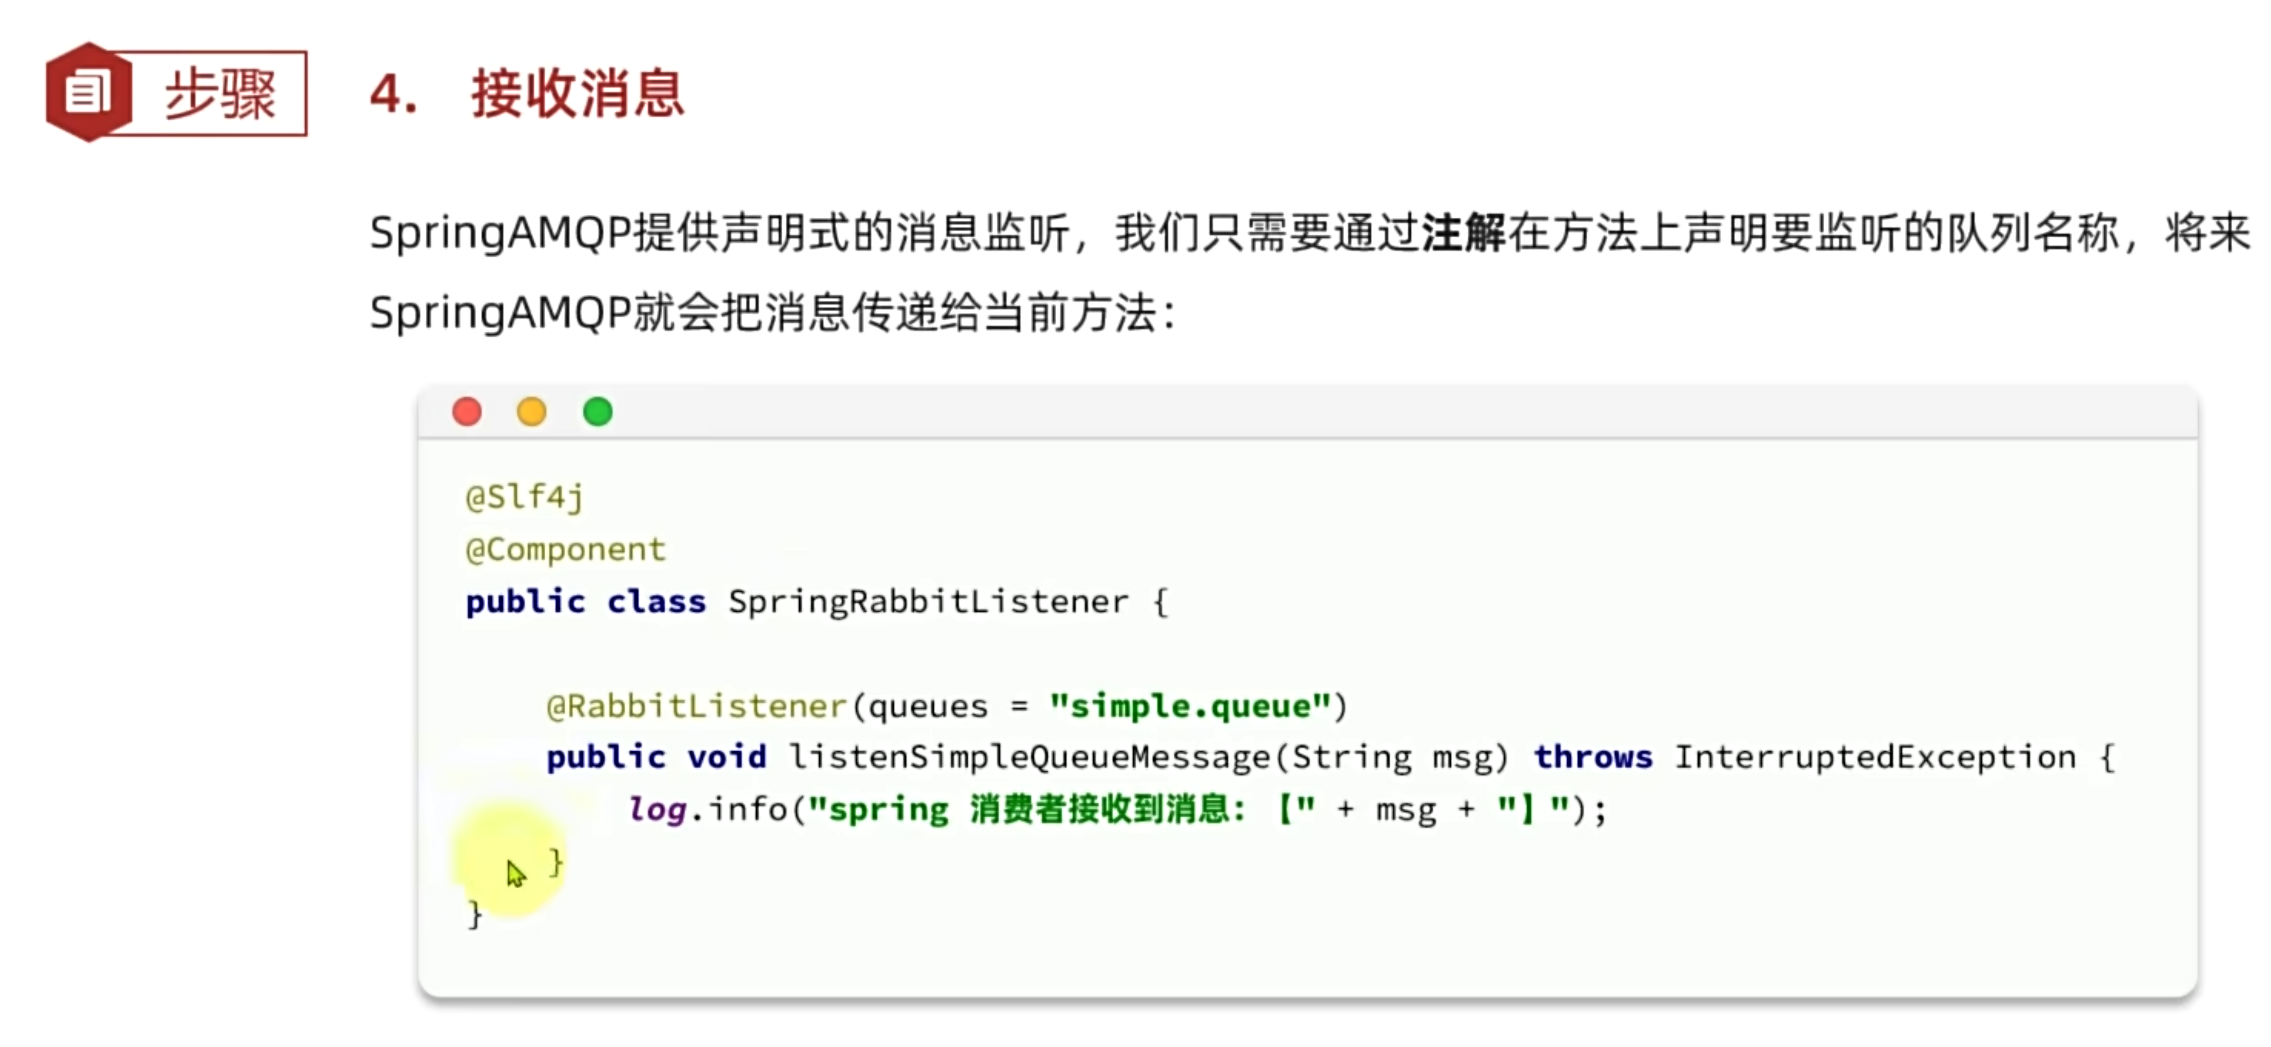 步骤
4. 接收消息
SpringAMQP提供声明式的消息监听，我们只需要通过注解在方法上声明要监听的队列名称，将来
SpringAMQP就会把消息传递给当前方法：
@Slf4j
@Component
public class SpringRabbitListener {
    @RabbitListener(queues = "simple.queue")
    public void listenSimpleQueueMessage(String msg) throws InterruptedException {
        log.info("spring 消费者接收到消息：【" + msg + "】");
    }
}